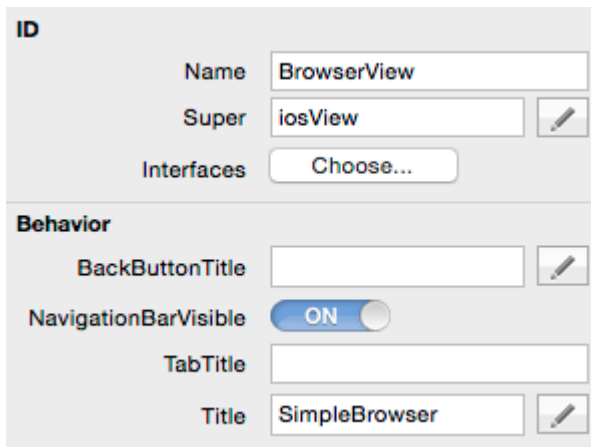 ID
Name BrowserView
Super iosView
Interfaces Choose...
Behavior
BackButtonTitle
NavigationBarVisible ON
TabTitle
Title SimpleBrowser